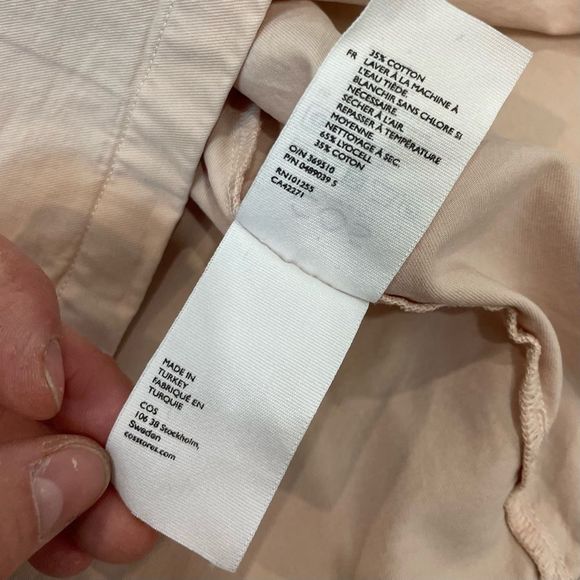 35% COTTON
FR LAVER À LA MACHINE À
L'EAU TIÈDE.
BLANCHIR SANS CHLORE SI
NÉCESSAIRE.
SÉCHER À L'AIR.
REPASSER À TEMPÉRATURE
MOYENNE.
NETTOYAGE À SEC.
65% LYOCELL
35% COTON
O/N 369510
P/N 0489039 5
RN101255
CA42271
MADE IN
TURKEY
FABRIQUÉ EN
TURQUIE
COS
106 38 Stockholm,
Sweden
cosstores.com